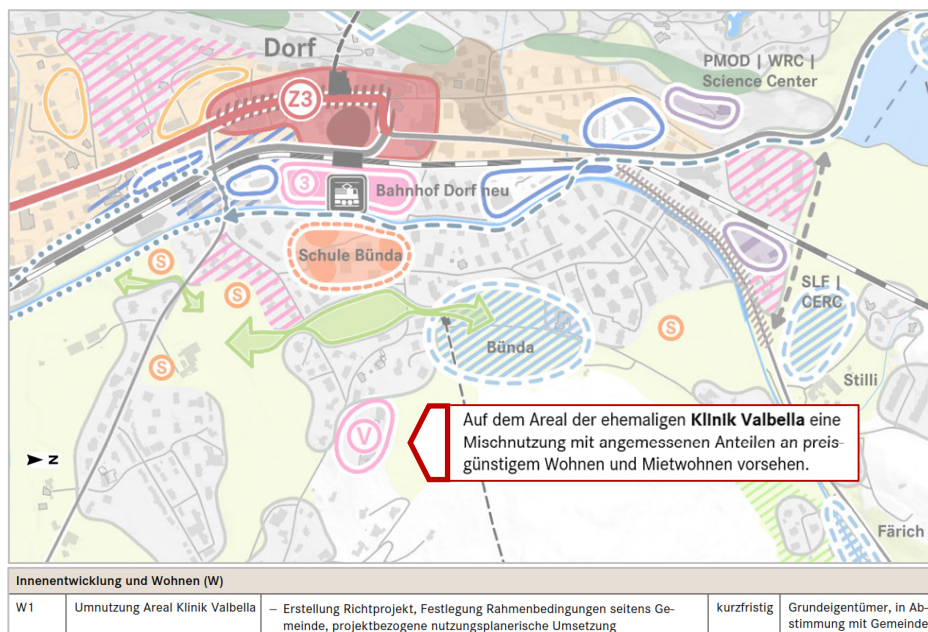 Dorf
PMOD | WRC |
Science Center
Z3
3
Bahnhof Dorf neu
Schule Bünda
S
S
S
S
SLF |
CERC
Bünda
Stilli
V
Auf dem Areal der ehemaligen Klinik Valbella eine
Mischnutzung mit angemessenen Anteilen an preis-
günstigem Wohnen und Mietwohnen vorsehen.
N
Färich
Innenentwicklung und Wohnen (W)
W1 Umnutzung Areal Klinik Valbella – Erstellung Richtprojekt, Festlegung Rahmenbedingungen seitens Ge- kurzfristig Grundeigentümer, in Ab-
meinde, projektbezogene nutzungsplanerische Umsetzung stimmung mit Gemeinde